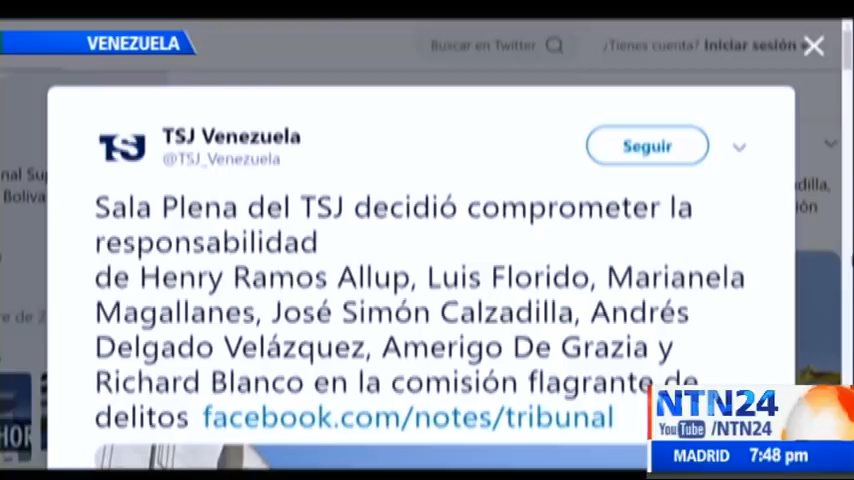 VENEZUELA
Buscar en Twitter
¿Tienes cuenta? Iniciar sesión
TSJ Venezuela
@TSJ_Venezuela
Seguir
Sala Plena del TSJ decidió comprometer la
responsabilidad
de Henry Ramos Allup, Luis Florido, Marianela
Magallanes, José Simón Calzadilla, Andrés
Delgado Velázquez, Amerigo De Grazia y
Richard Blanco en la comisión flagrante de
delitos facebook.com/notes/tribunal
NTN24
YouTube /NTN24
MADRID 7:48 pm